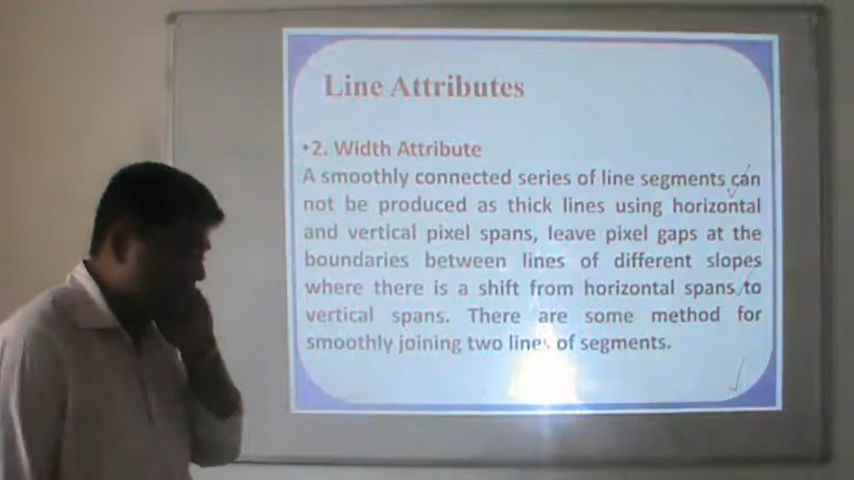 Line Attributes
•2. Width Attribute
A smoothly connected series of line segments can
not be produced as thick lines using horizontal
and vertical pixel spans, leave pixel gaps at the
boundaries between lines of different slopes
where there is a shift from horizontal spans to
vertical spans. There are some method for
smoothly joining two lines of segments.